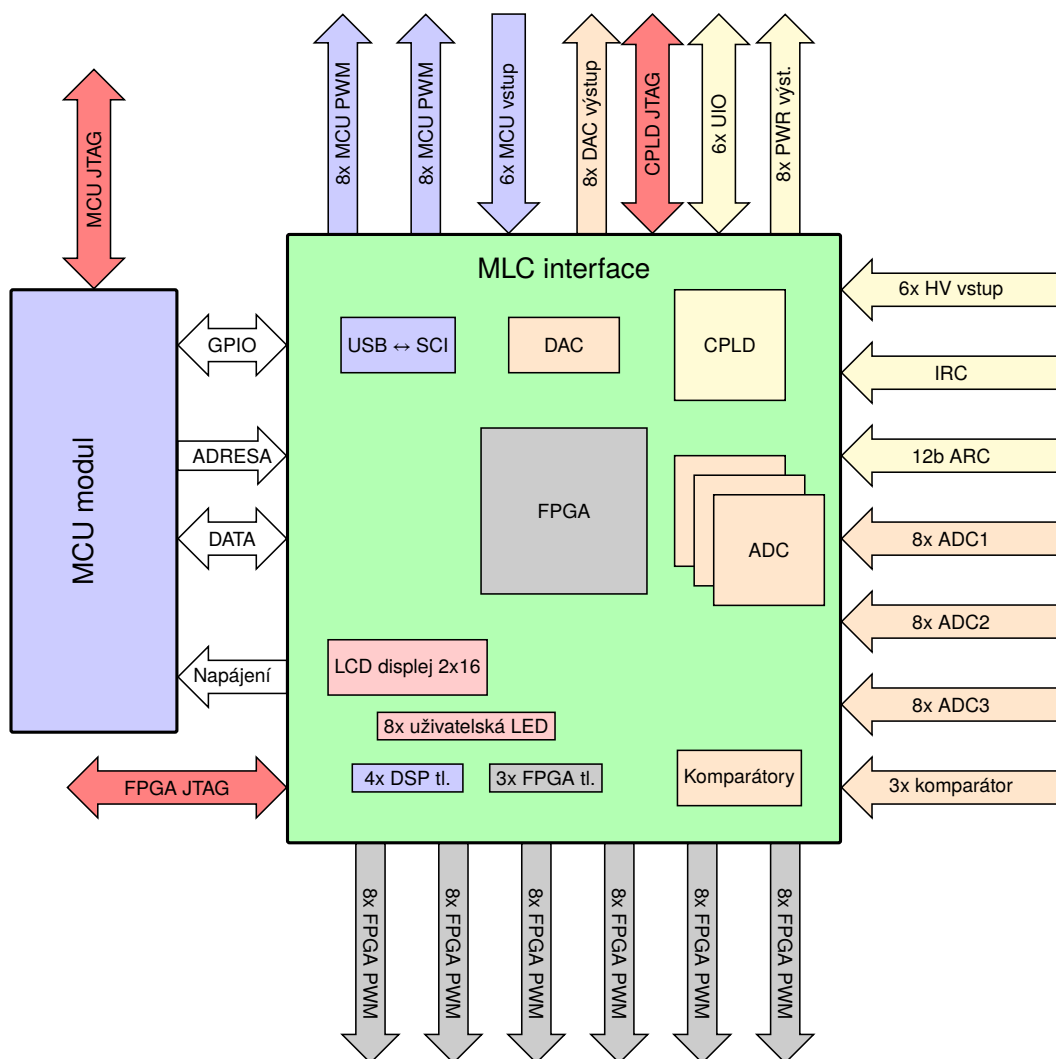 8x MCU PWM
8x MCU PWM
6x MCU vstup
8x DAC výstup
CPLD JTAG
6x UIO
8x PWR výst.
MCU JTAG
MLC interface
6x HV vstup
GPIO
USB ↔ SCI
DAC
CPLD
IRC
MCU modul
ADRESA
12b ARC
FPGA
DATA
ADC
8x ADC1
8x ADC2
Napájení
LCD displej 2x16
8x ADC3
8x uživatelská LED
FPGA JTAG
4x DSP tl.
3x FPGA tl.
Komparátory
3x komparátor
8x FPGA PWM
8x FPGA PWM
8x FPGA PWM
8x FPGA PWM
8x FPGA PWM
8x FPGA PWM